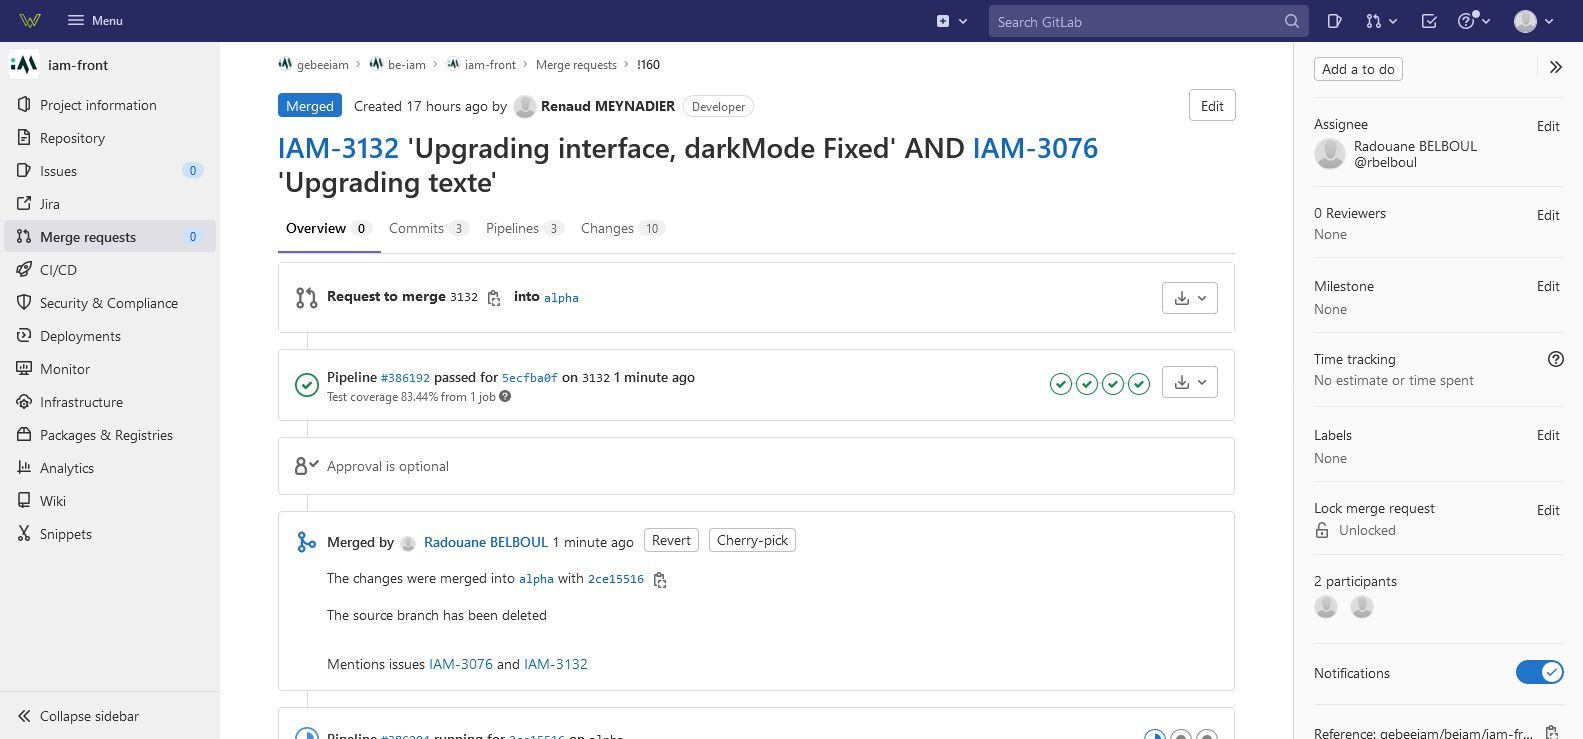 Menu
Search GitLab
iam-front
Project information
Repository
Issues 0
Jira
Merge requests 0
CI/CD
Security & Compliance
Deployments
Monitor
Infrastructure
Packages & Registries
Analytics
Wiki
Snippets
Collapse sidebar
gebeeiam > be-iam > iam-front > Merge requests > !160
Merged Created 17 hours ago by Renaud MEYNADIER Developer Edit
IAM-3132 'Upgrading interface, darkMode Fixed' AND IAM-3076
'Upgrading texte'
Overview 0 Commits 3 Pipelines 3 Changes 10
Request to merge 3132 into alpha
Pipeline #386192 passed for 5ecfba0f on 3132 1 minute ago
Test coverage 83.44% from 1 job
Approval is optional
Merged by Radouane BELBOUL 1 minute ago Revert Cherry-pick
The changes were merged into alpha with 2ce15516
The source branch has been deleted
Mentions issues IAM-3076 and IAM-3132
Pipeline #386204 running for 2ce15516 on alpha
Add a to do
Assignee Edit
Radouane BELBOUL
@rbelboul
0 Reviewers Edit
None
Milestone Edit
None
Time tracking
No estimate or time spent
Labels Edit
None
Lock merge request Edit
Unlocked
2 participants
Notifications
Reference: gebeeiam/beiam/iam-fr...